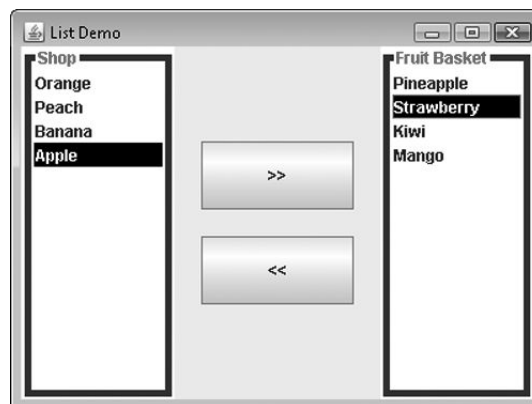 List Demo
Shop
Orange
Peach
Banana
Apple
>>
<<
Fruit Basket
Pineapple
Strawberry
Kiwi
Mango